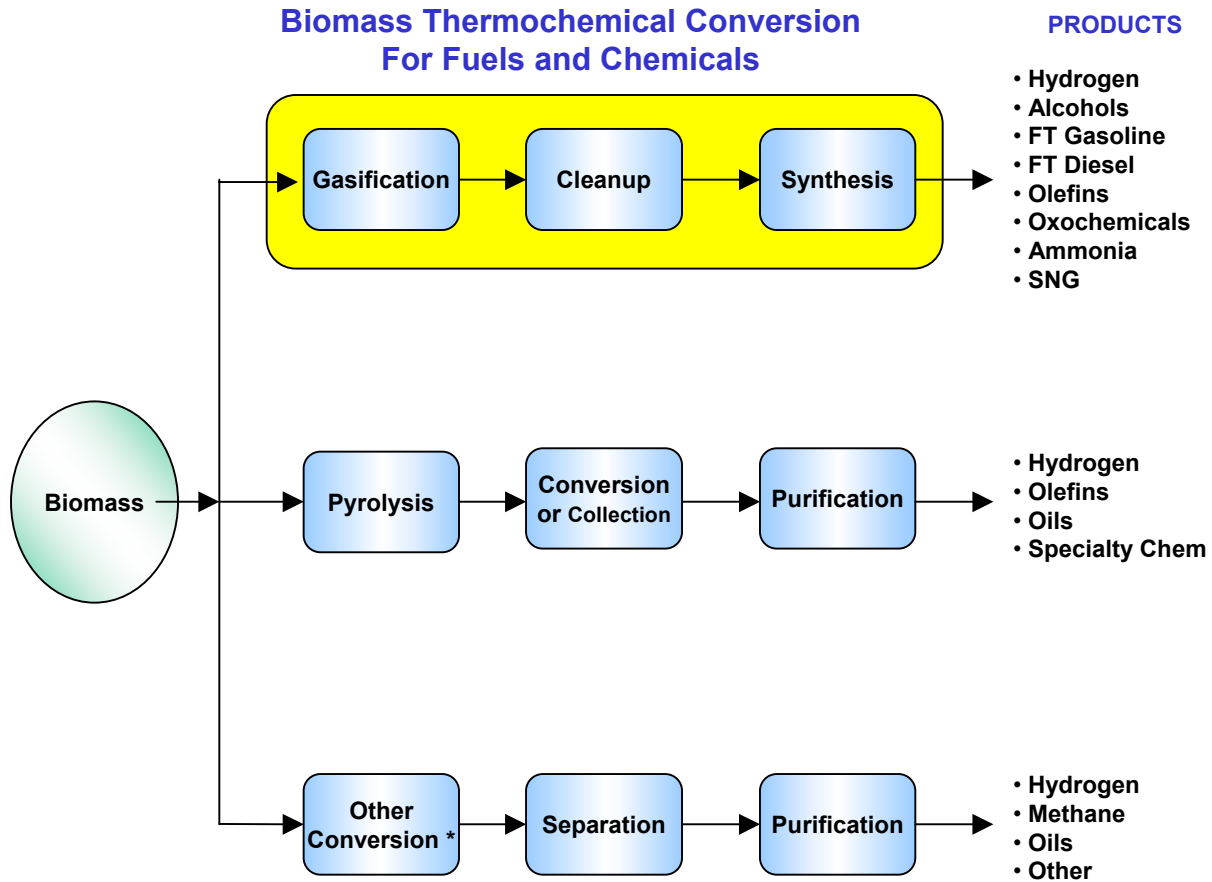 Biomass Thermochemical Conversion
For Fuels and Chemicals
PRODUCTS
Gasification
Cleanup
Synthesis
• Hydrogen
• Alcohols
• FT Gasoline
• FT Diesel
• Olefins
• Oxochemicals
• Ammonia
• SNG
Biomass
Pyrolysis
Conversion
or Collection
Purification
• Hydrogen
• Olefins
• Oils
• Specialty Chem
Other
Conversion *
Separation
Purification
• Hydrogen
• Methane
• Oils
• Other